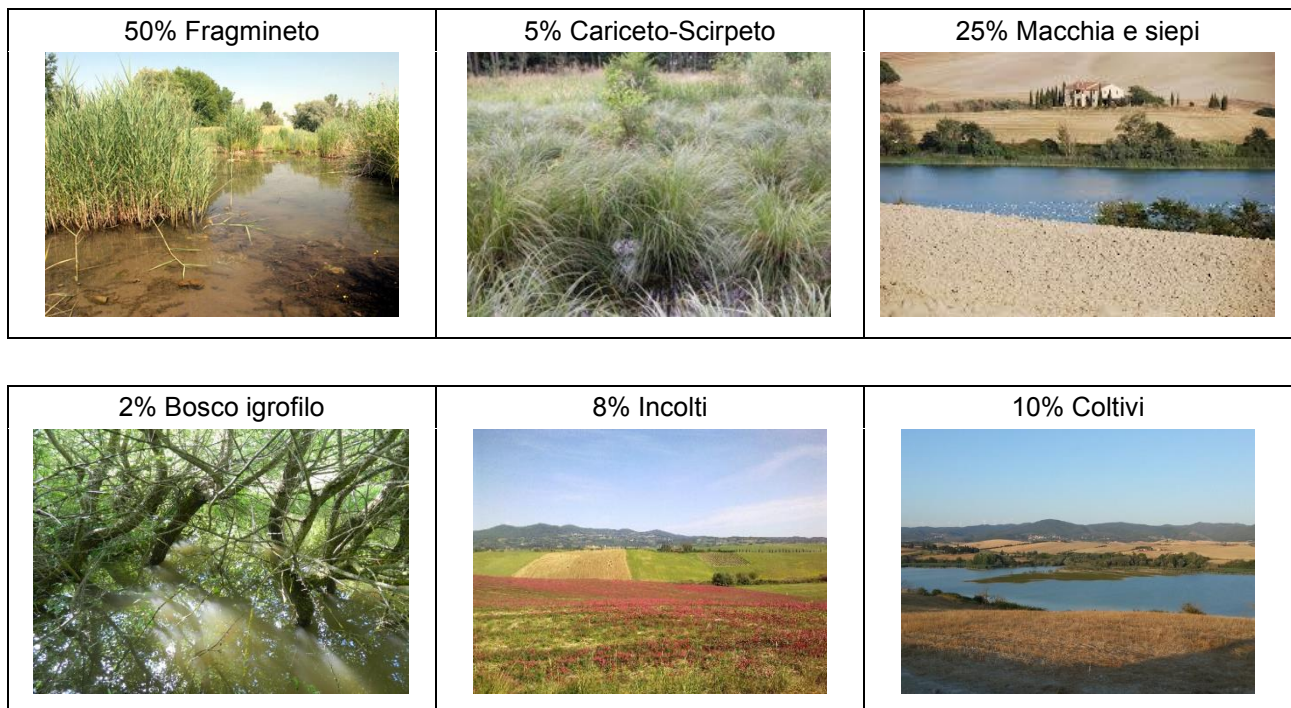 50% Fragmineto
5% Cariceto-Scirpeto
25% Macchia e siepi
2% Bosco igrofilo
8% Incolti
10% Coltivi